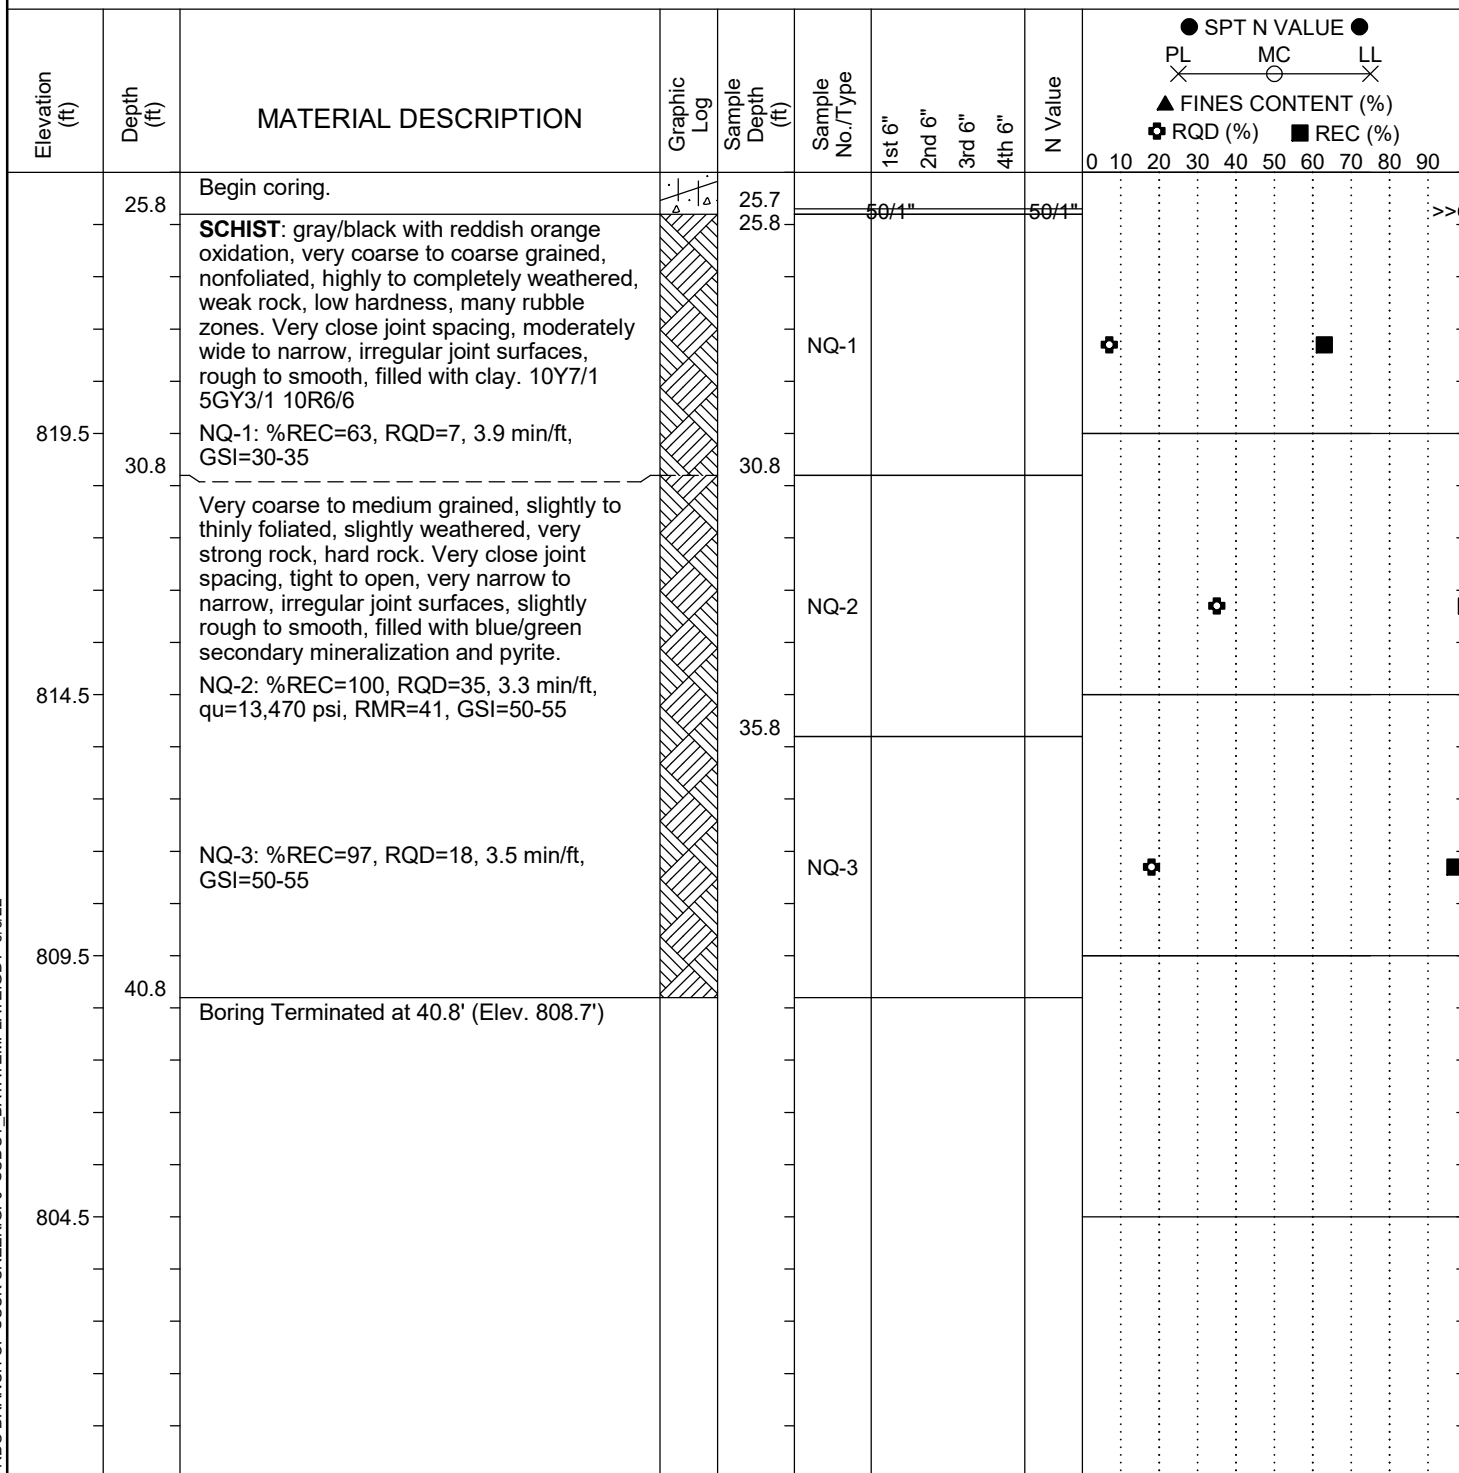 ● SPT N VALUE ●
PL MC LL
▲ FINES CONTENT (%)
RQD (%) ■ REC (%)
0 10 20 30 40 50 60 70 80 90
Elevation
(ft)
Depth
(ft)
MATERIAL DESCRIPTION
Graphic
Log
Sample
Depth
(ft)
Sample
No./Type
1st 6"
2nd 6"
3rd 6"
4th 6"
N Value
25.8
Begin coring.
25.7
25.8
50/1"
50/1"
>>
SCHIST: gray/black with reddish orange
oxidation, very coarse to coarse grained,
nonfoliated, highly to completely weathered,
weak rock, low hardness, many rubble
zones. Very close joint spacing, moderately
wide to narrow, irregular joint surfaces,
rough to smooth, filled with clay. 10Y7/1
5GY3/1 10R6/6
NQ-1
819.5
NQ-1: %REC=63, RQD=7, 3.9 min/ft,
GSI=30-35
30.8
30.8
Very coarse to medium grained, slightly to
thinly foliated, slightly weathered, very
strong rock, hard rock. Very close joint
spacing, tight to open, very narrow to
narrow, irregular joint surfaces, slightly
rough to smooth, filled with blue/green
secondary mineralization and pyrite.
NQ-2
814.5
NQ-2: %REC=100, RQD=35, 3.3 min/ft,
qu=13,470 psi, RMR=41, GSI=50-55
35.8
NQ-3: %REC=97, RQD=18, 3.5 min/ft,
GSI=50-55
NQ-3
809.5
40.8
Boring Terminated at 40.8' (Elev. 808.7')
804.5